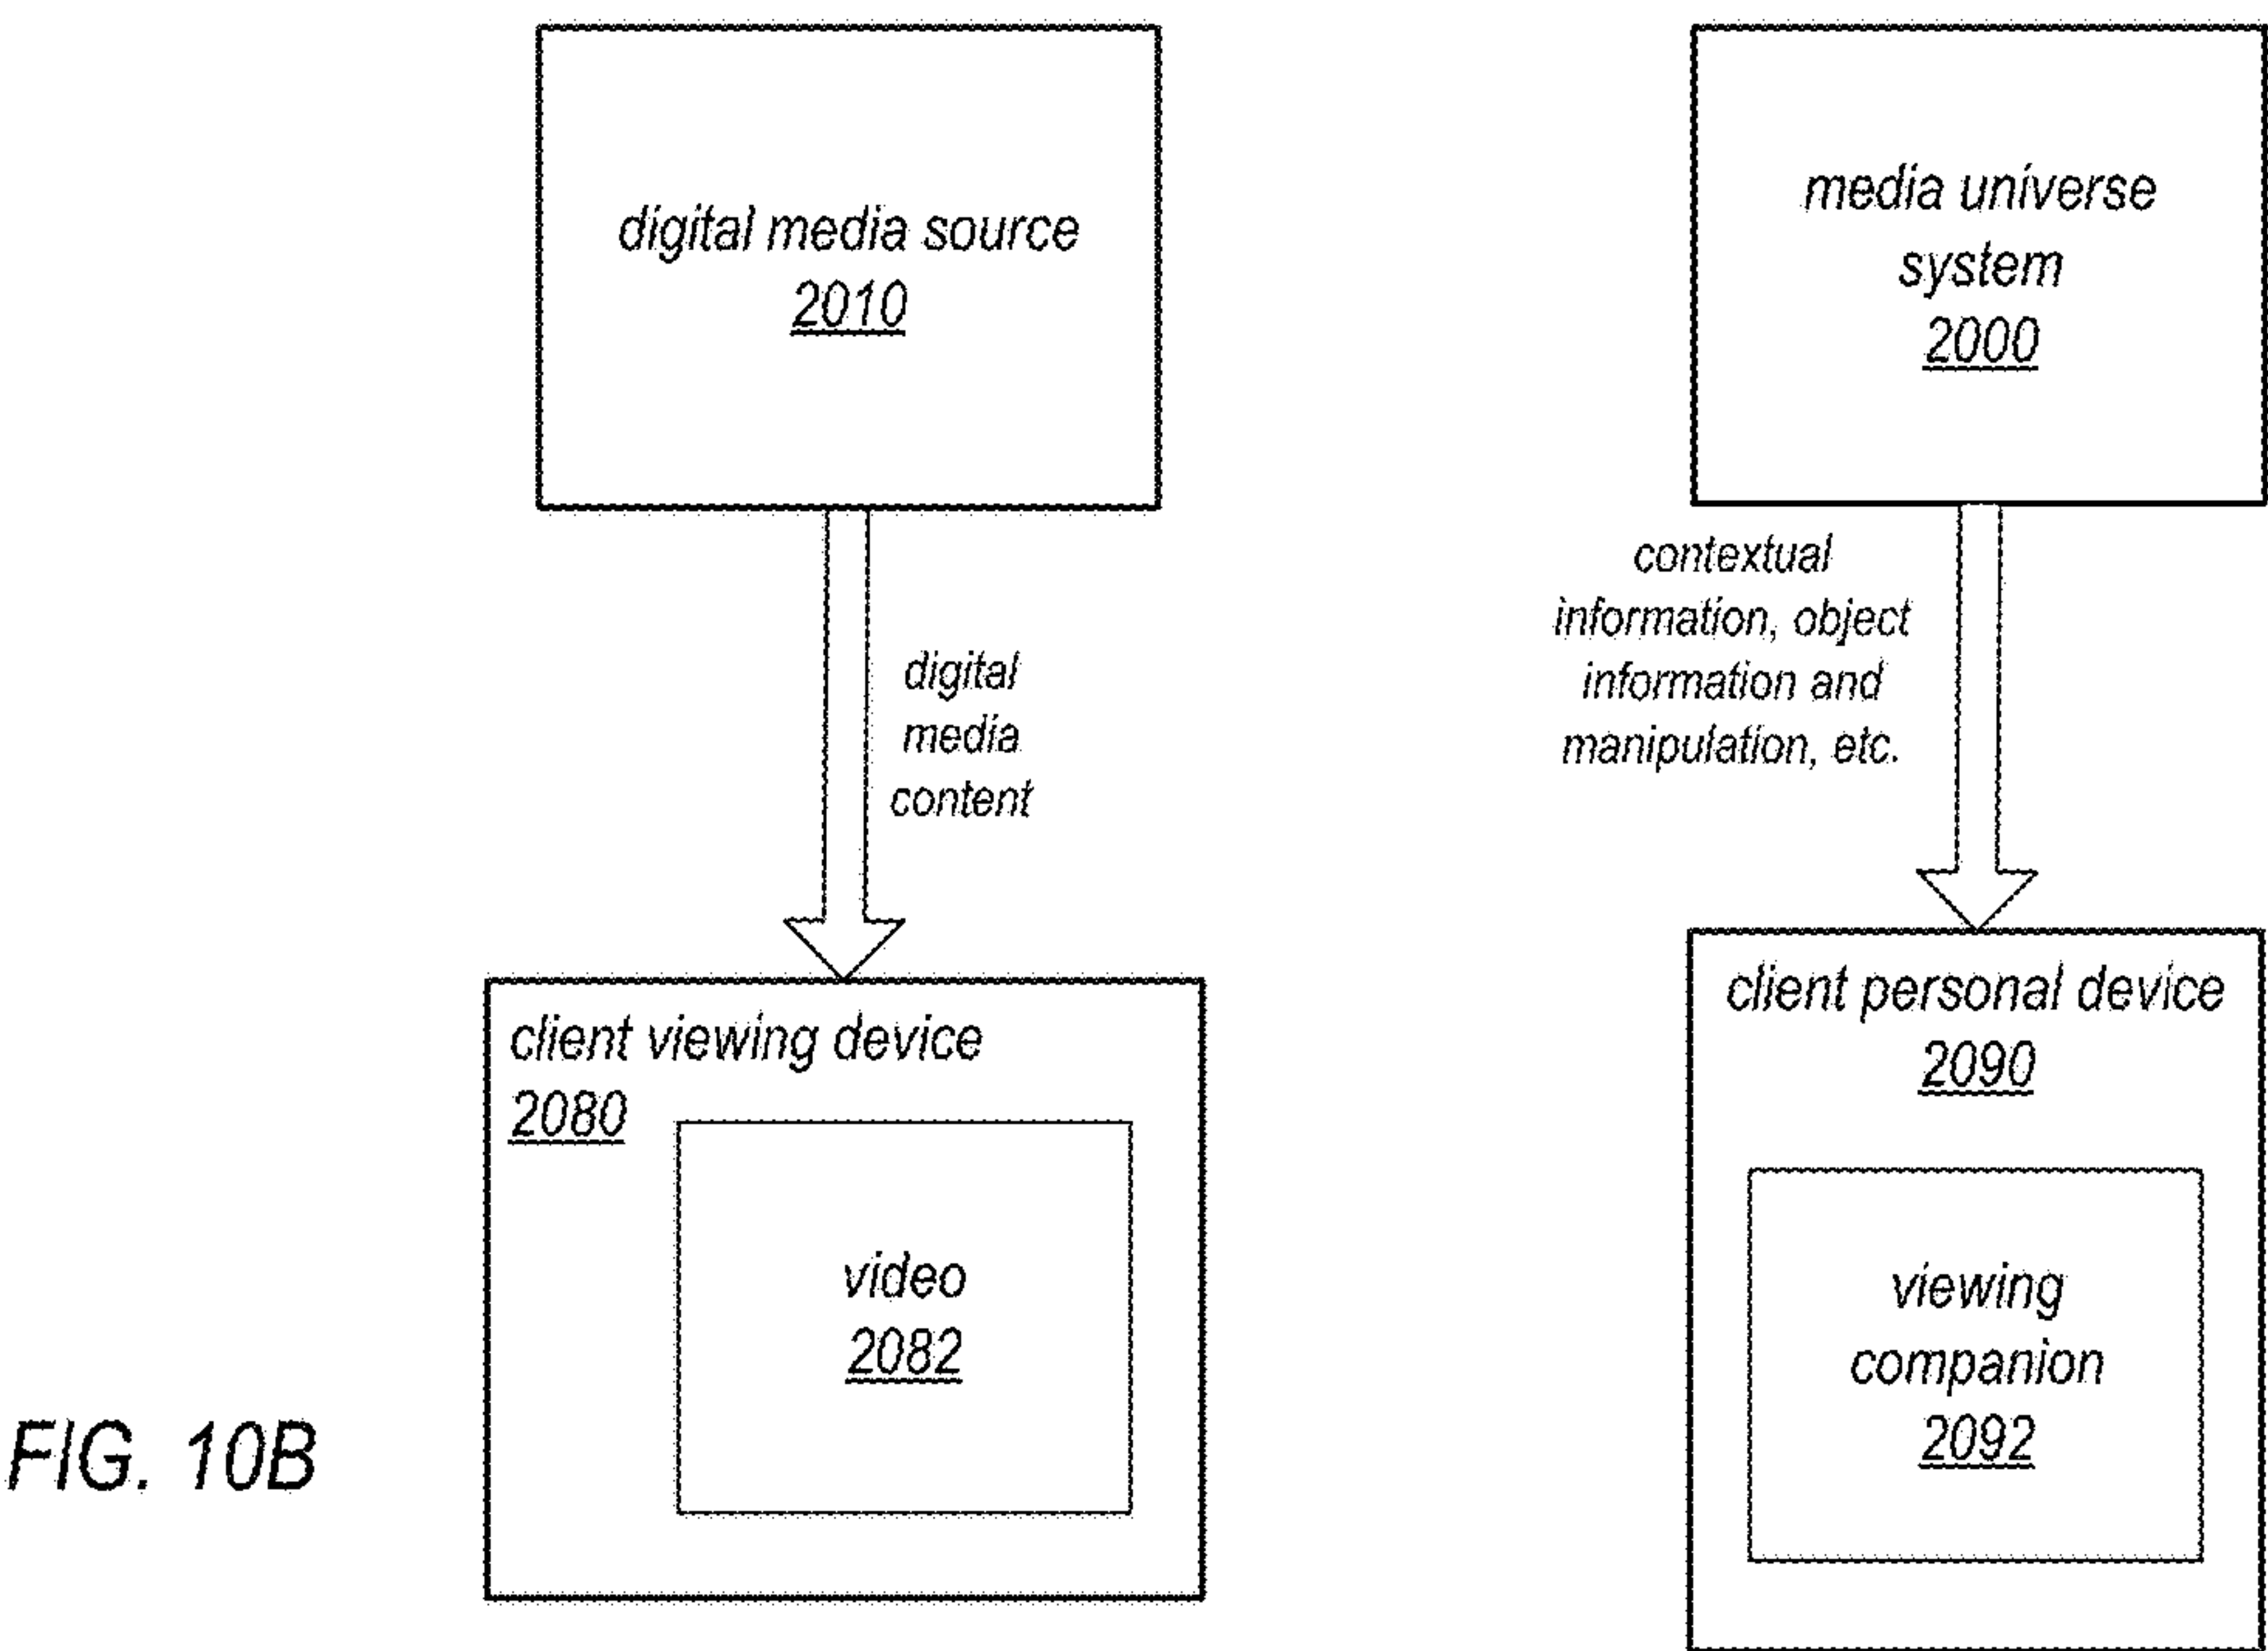 digital media source
2010
media universe
system
2000
digital
media
content
contextual
information, object
information and
manipulation, etc.
client viewing device
2080
video
2082
client personal device
2090
viewing
companion
2092
FIG. 10B